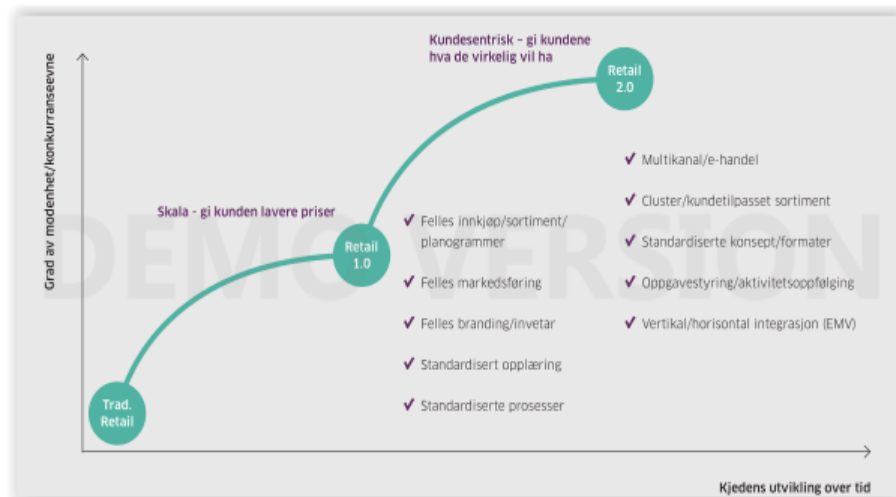 Kundesentrisk – gi kundene
hva de virkelig vil ha
Retail
2.0
Grad av modenhet/konkurranseevne
Multikanal/e-handel
Cluster/kundetilpasset sortiment
Standardiserte konsept/formater
Oppgavestyring/aktivitetsoppfølging
Vertikal/horisontal integrasjon (EMV)
Skala - gi kunden lavere priser
Retail
1.0
Felles innkjøp/sortiment/
planogrammer
Felles markedsføring
Felles branding/invetar
Standardisert opplæring
Standardiserte prosesser
Trad.
Retail
Kjedens utvikling over tid
DEMO VERSION